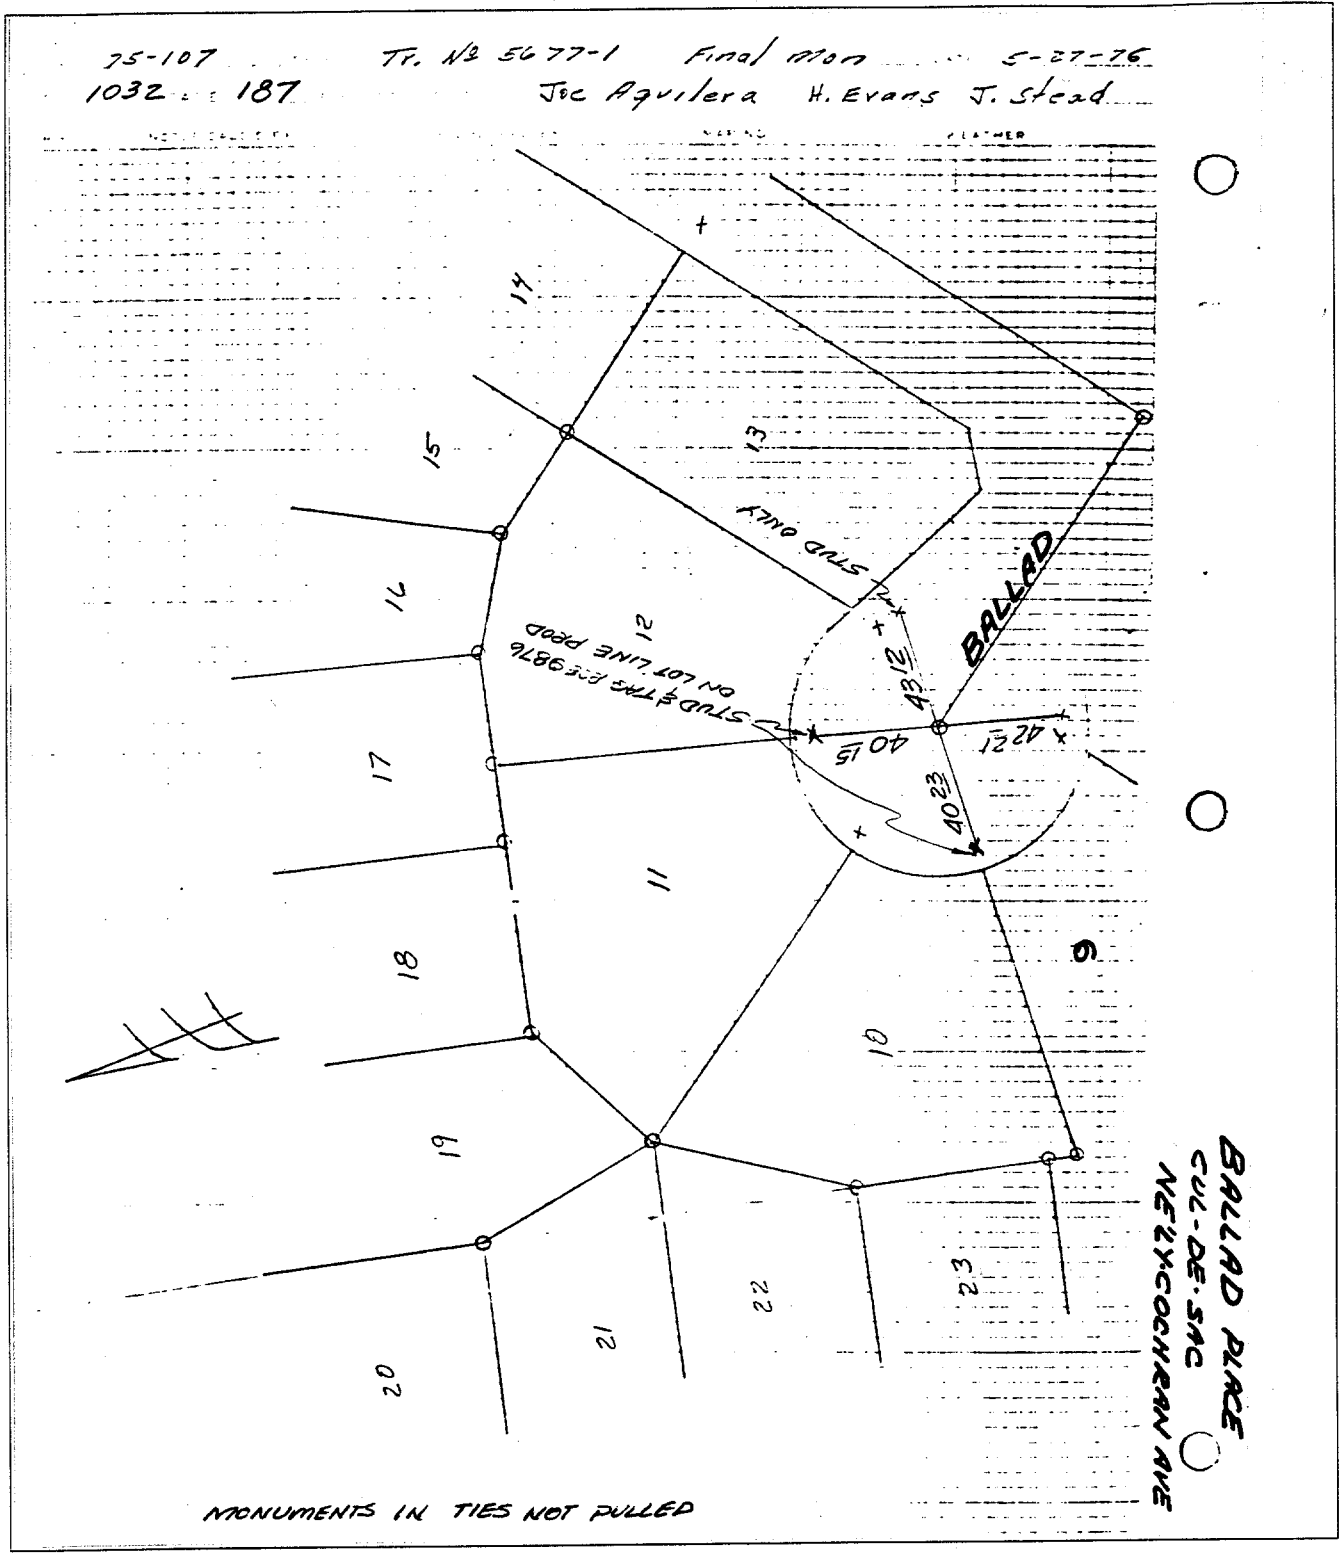 75-107 Tr. № 5677-1 Final Mon 5-27-76
1032 187 Joe Aquilera H. Evans J. Stead
WEATHER
14
13
15
STUD ONLY
16
12
STUD & TAG RCE 9876
ON LOT LINE PROD
BALLAD
43 12
40 15
42 21
40 23
17
11
18
9
10
19
23
22
21
20
BALLAD PLACE
CUL-DE-SAC
NE'LY COCHRAN AVE
MONUMENTS IN TIES NOT PULLED